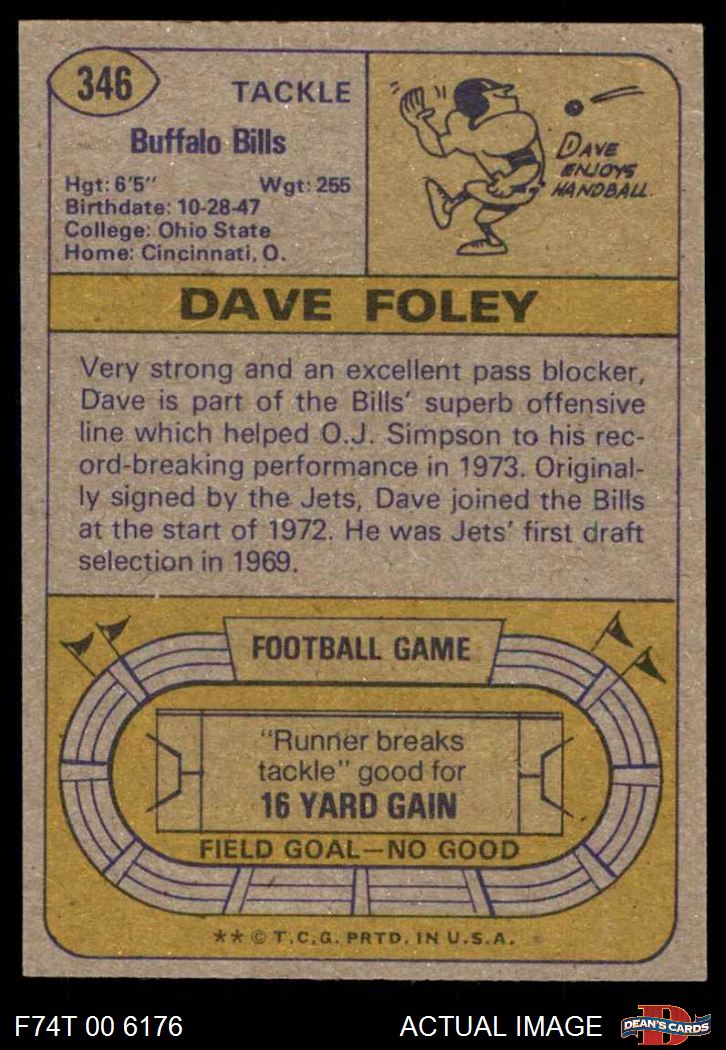 346
TACKLE
Buffalo Bills
Hgt: 6'5" Wgt: 255
Birthdate: 10-28-47
College: Ohio State
Home: Cincinnati, O.
DAVE
ENJOYS
HANDBALL.
DAVE FOLEY
Very strong and an excellent pass blocker,
Dave is part of the Bills' superb offensive
line which helped O.J. Simpson to his rec-
ord-breaking performance in 1973. Original-
ly signed by the Jets, Dave joined the Bills
at the start of 1972. He was Jets' first draft
selection in 1969.
FOOTBALL GAME
"Runner breaks
tackle" good for
16 YARD GAIN
FIELD GOAL—NO GOOD
** © T.C.G. PRTD. IN U.S.A.
F74T 00 6176 ACTUAL IMAGE
D
DEAN'S CARDS